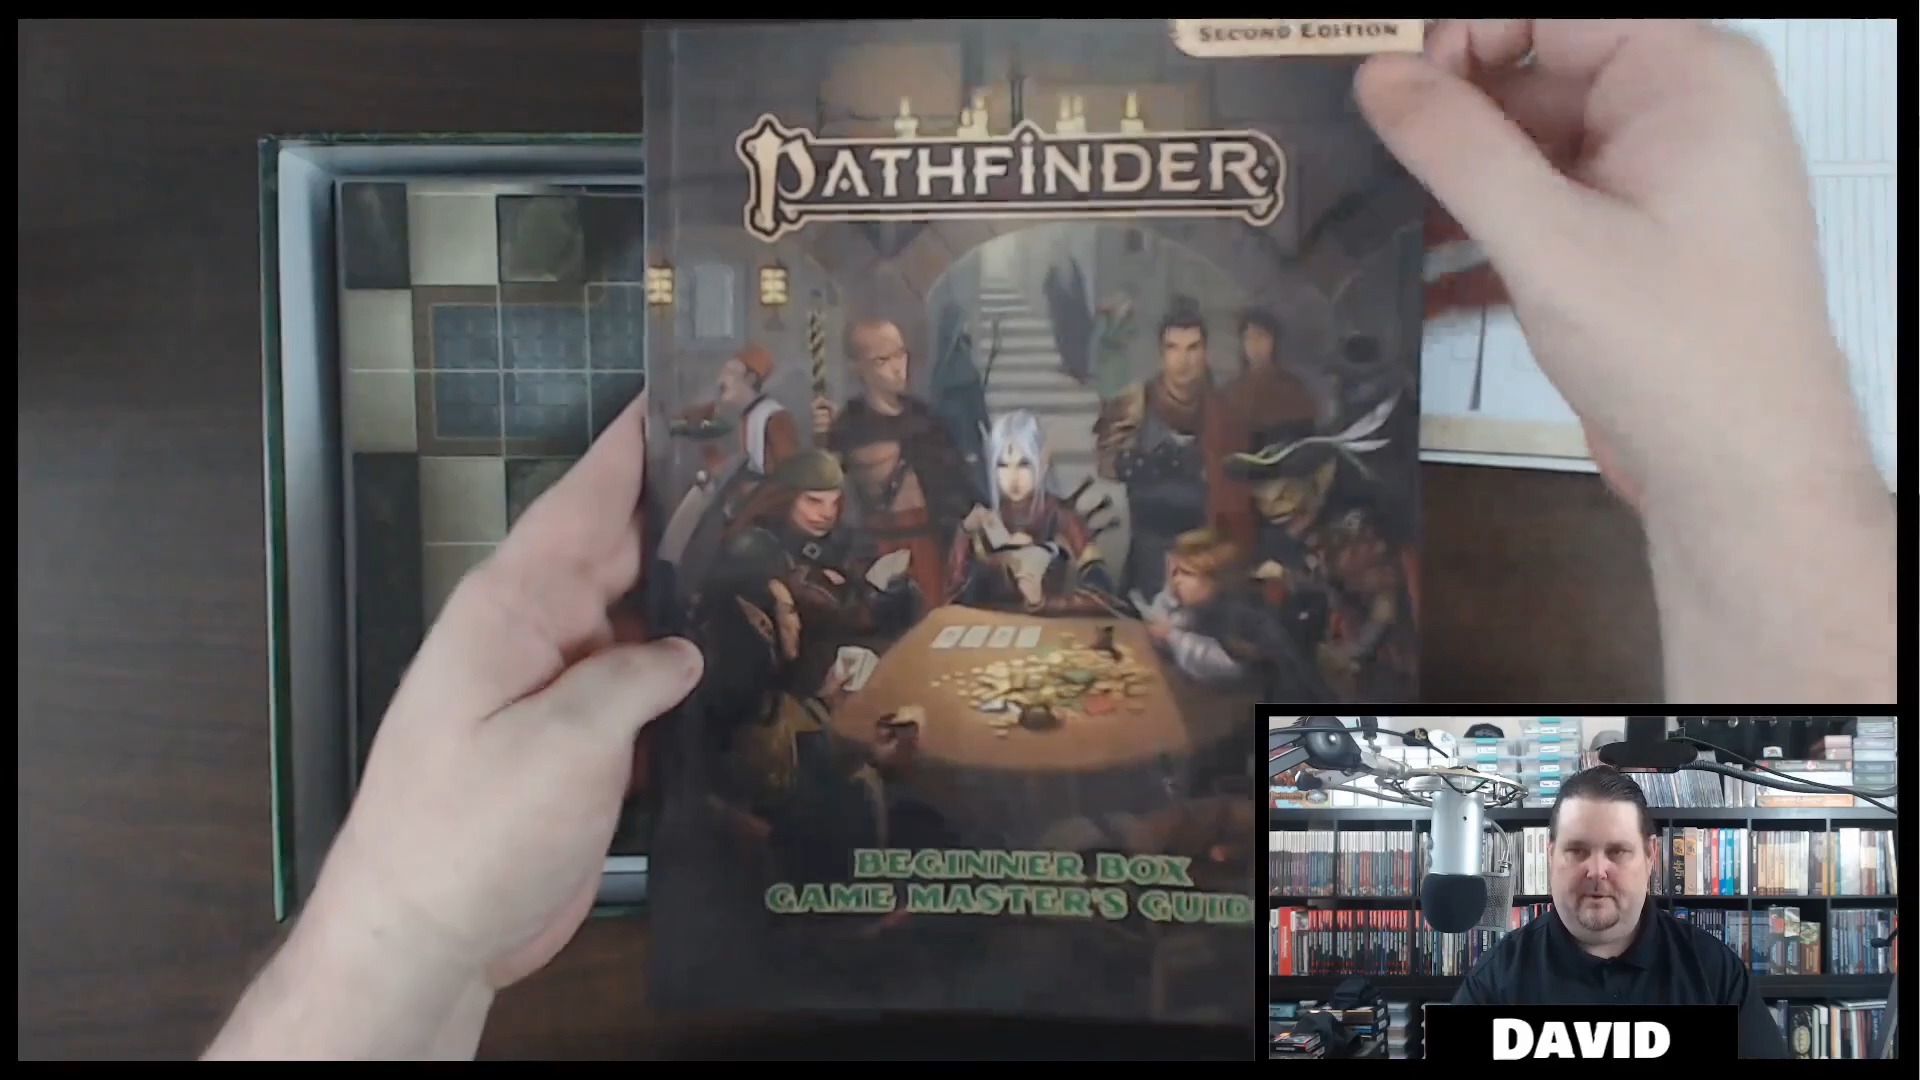 SECOND EDITION
PATHFINDER
BEGINNER BOX
GAME MASTER'S GUID
DAVID